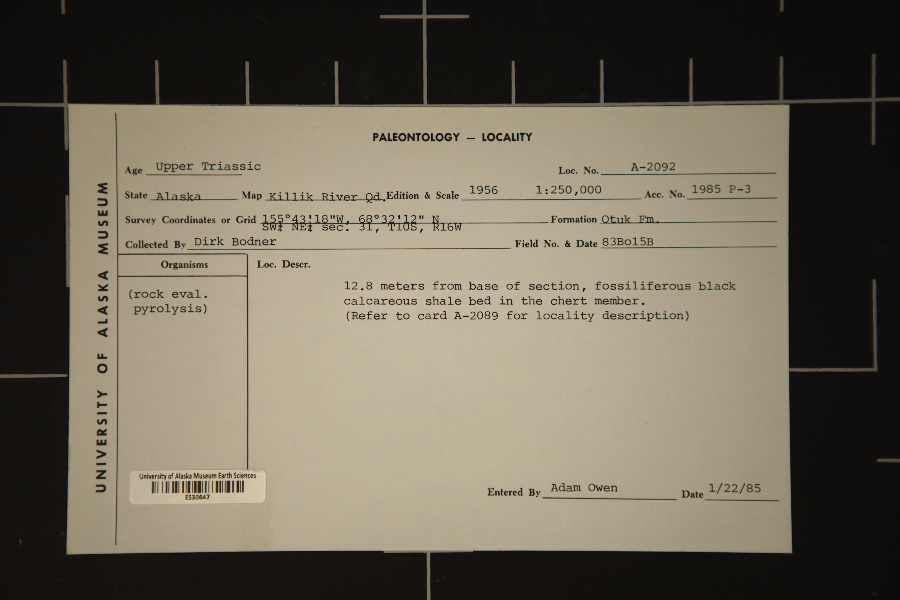 PALEONTOLOGY — LOCALITY
Age Upper Triassic Loc. No. A-2092
State Alaska Map Killik River Qd. Edition & Scale 1956 1:250,000 Acc. No. 1985 P-3
Survey Coordinates or Grid 155°43'18"W, 68°32'12" N Formation Otuk Fm.
SW¼ NE¼ sec. 31, T10S, R16W
Collected By Dirk Bodner Field No. & Date 83Bo15B
Organisms Loc. Descr.
(rock eval.
pyrolysis)
12.8 meters from base of section, fossiliferous black
calcareous shale bed in the chert member.
(Refer to card A-2089 for locality description)
UNIVERSITY OF ALASKA MUSEUM
University of Alaska Museum Earth Sciences
ES30647
Entered By Adam Owen Date 1/22/85